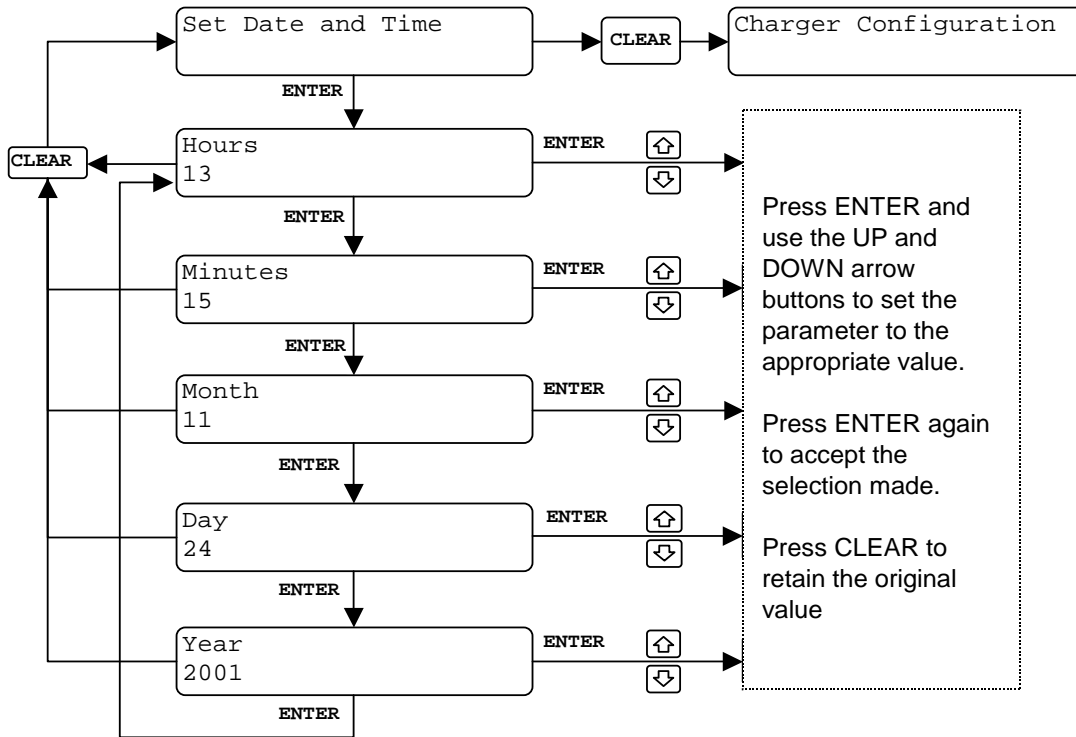 Set Date and Time
CLEAR
Charger Configuration
ENTER
CLEAR
Hours
13
ENTER
ENTER
Minutes
15
ENTER
ENTER
Month
11
ENTER
ENTER
Day
24
ENTER
ENTER
Year
2001
ENTER
ENTER
Press ENTER and
use the UP and
DOWN arrow
buttons to set the
parameter to the
appropriate value.
Press ENTER again
to accept the
selection made.
Press CLEAR to
retain the original
value